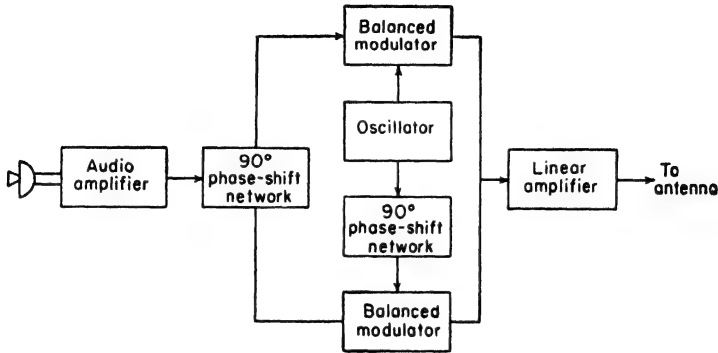 Balanced
modulator
Oscillator
Audio
amplifier
90°
phase-shift
network
90°
phase-shift
network
Linear
amplifier
To
antenna
Balanced
modulator